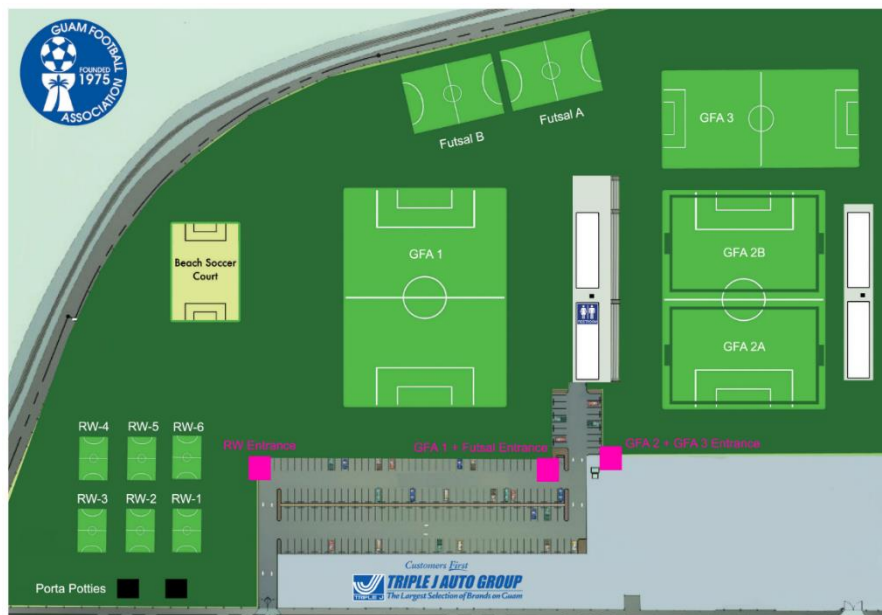 GUAM FOOTBALL
ASSOCIATION
FOUNDED
1975
Futsal B
Futsal A
GFA 3
Beach Soccer
Court
GFA 1
GFA 2B
GFA 2A
RW-4
RW-5
RW-6
RW Entrance
GFA 1 + Futsal Entrance
GFA 2 + GFA 3 Entrance
RW-3
RW-2
RW-1
Porta Potties
Customers First
TRIPLE J
TRIPLE J AUTO GROUP
The Largest Selection of Brands on Guam